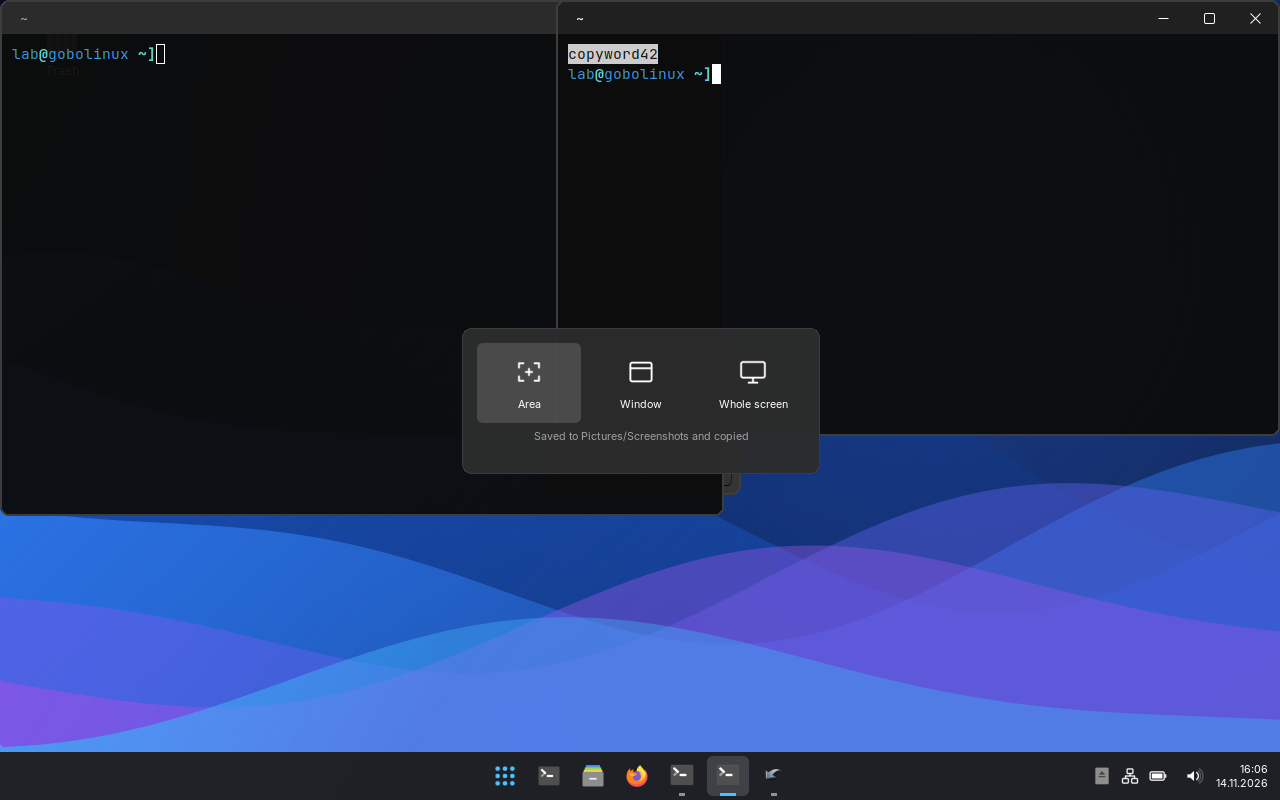 ~
lab@gobolinux ~]
Trash
~
copyword42
lab@gobolinux ~]
Area
Window
Whole screen
Saved to Pictures/Screenshots and copied
16:06
14.11.2026